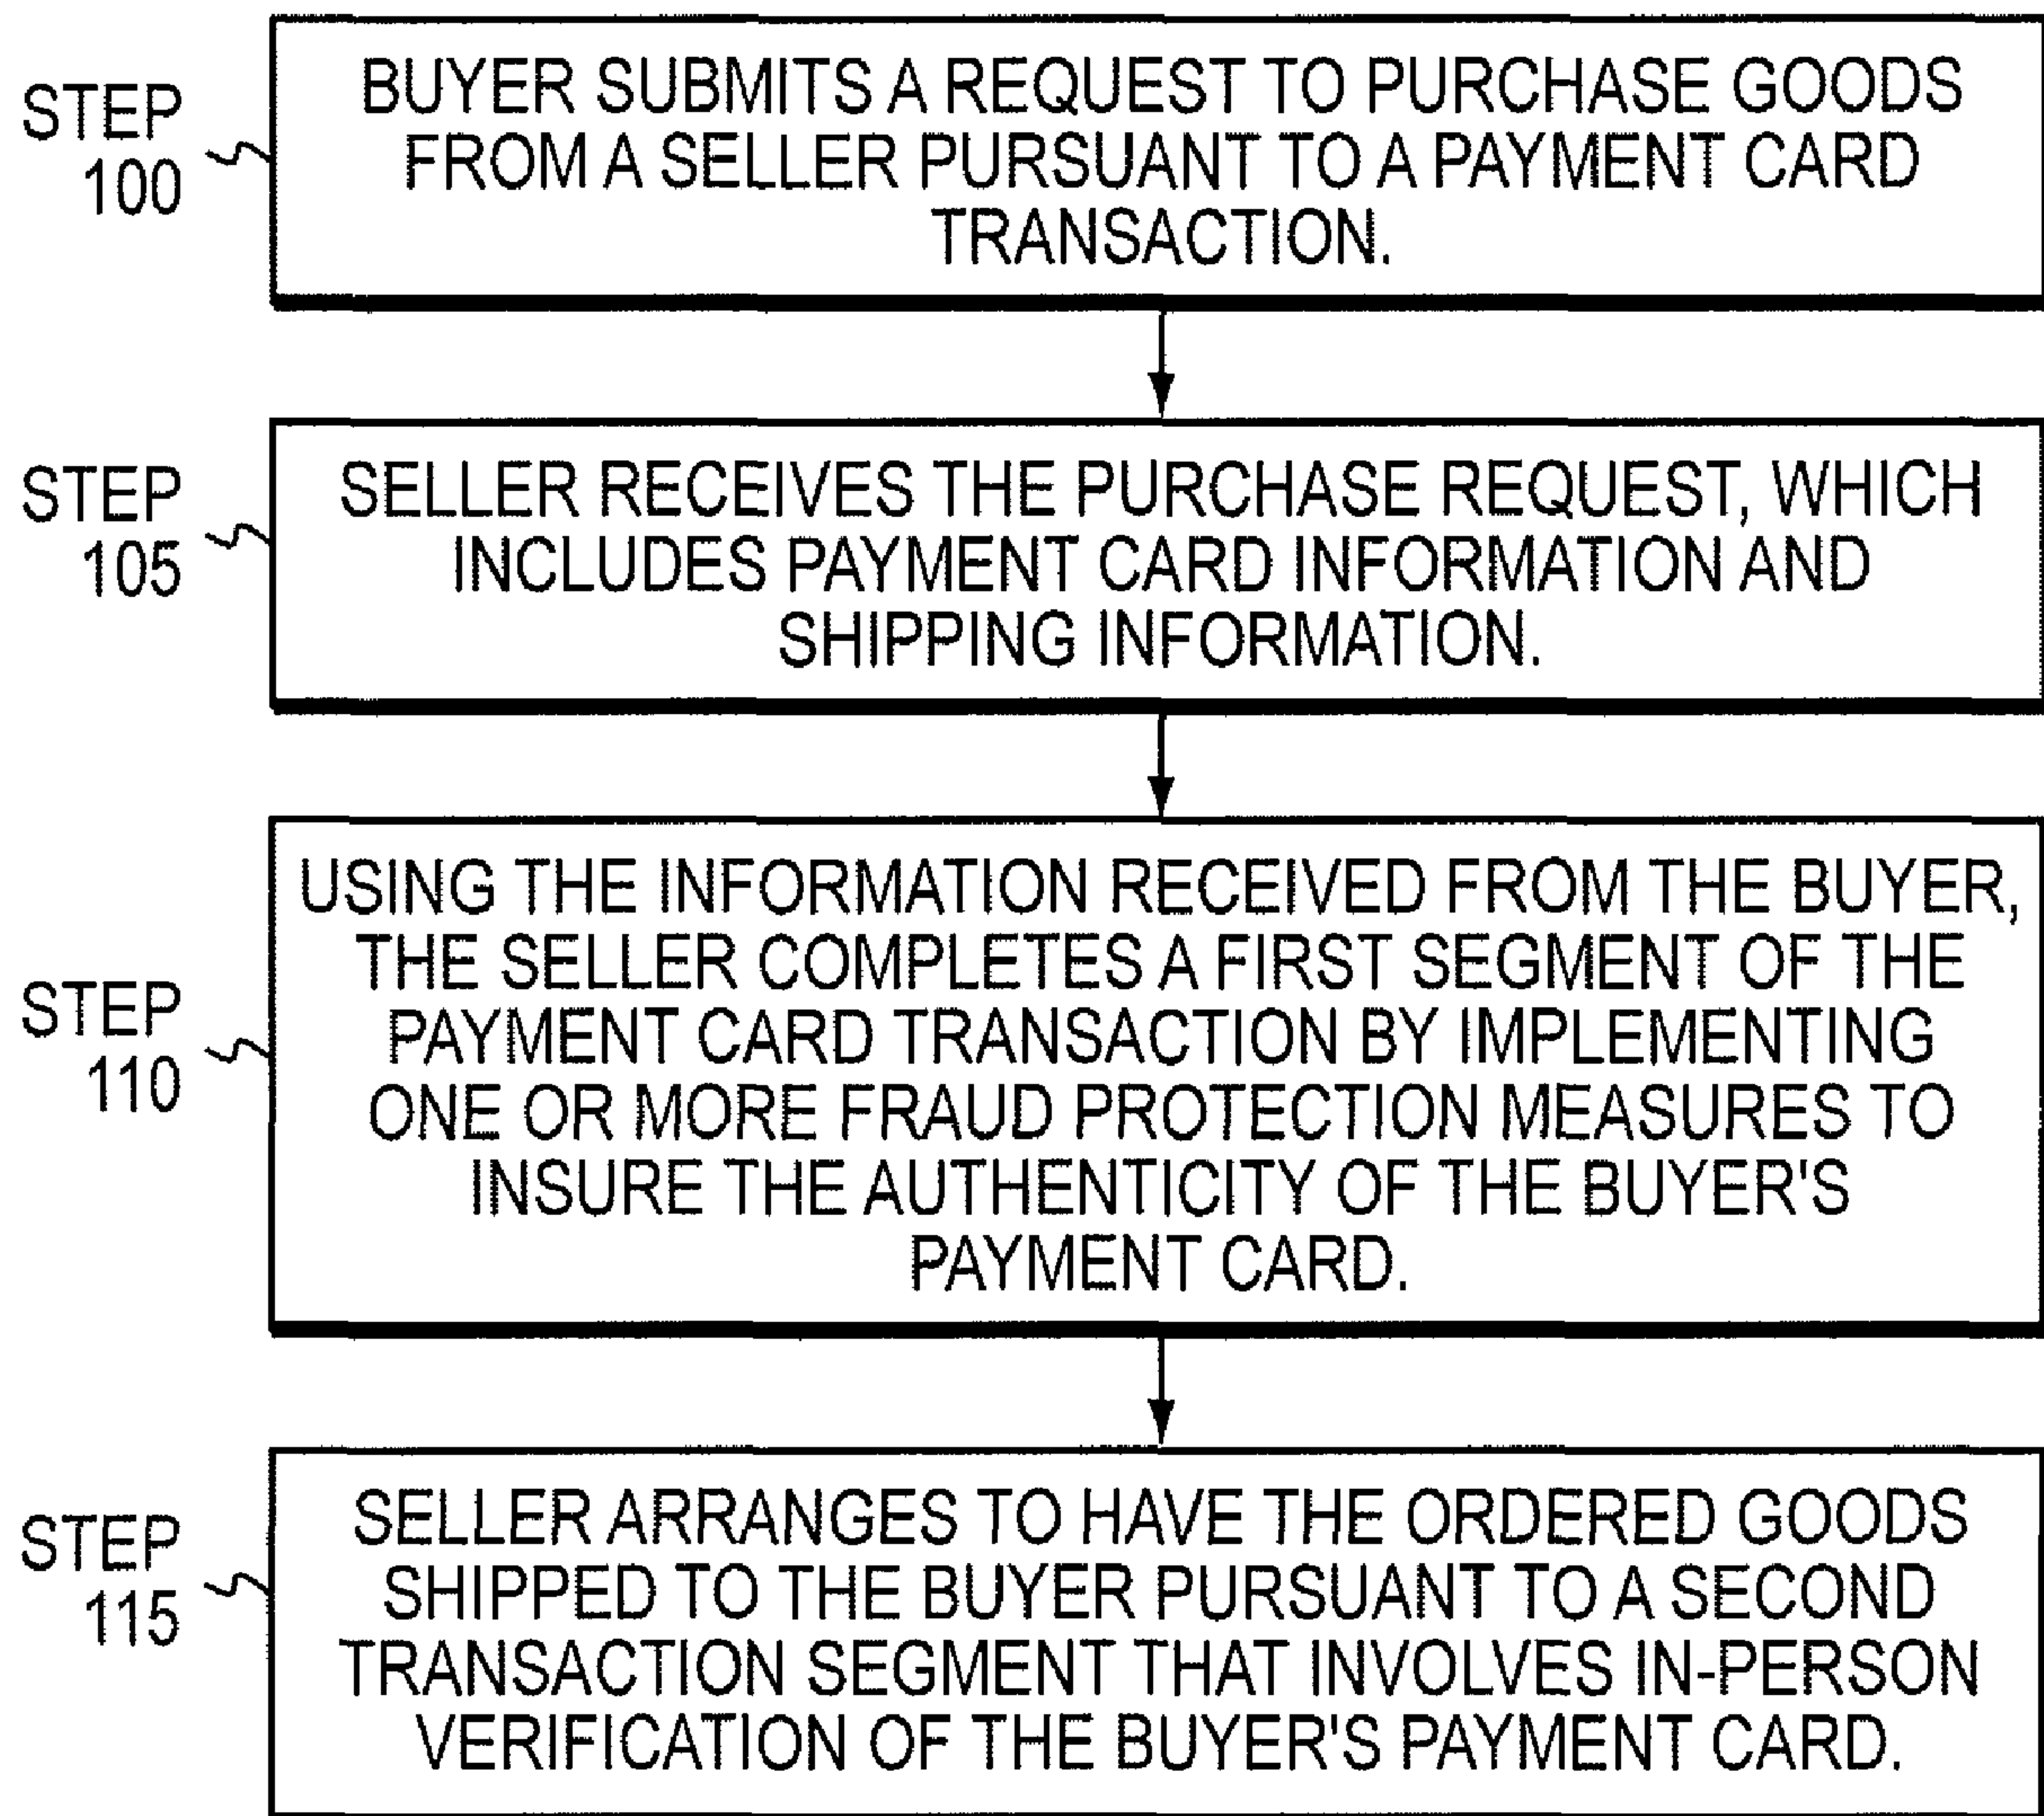 STEP
100
BUYER SUBMITS A REQUEST TO PURCHASE GOODS
FROM A SELLER PURSUANT TO A PAYMENT CARD
TRANSACTION.
STEP
105
SELLER RECEIVES THE PURCHASE REQUEST, WHICH
INCLUDES PAYMENT CARD INFORMATION AND
SHIPPING INFORMATION.
STEP
110
USING THE INFORMATION RECEIVED FROM THE BUYER,
THE SELLER COMPLETES A FIRST SEGMENT OF THE
PAYMENT CARD TRANSACTION BY IMPLEMENTING
ONE OR MORE FRAUD PROTECTION MEASURES TO
INSURE THE AUTHENTICITY OF THE BUYER'S
PAYMENT CARD.
STEP
115
SELLER ARRANGES TO HAVE THE ORDERED GOODS
SHIPPED TO THE BUYER PURSUANT TO A SECOND
TRANSACTION SEGMENT THAT INVOLVES IN-PERSON
VERIFICATION OF THE BUYER'S PAYMENT CARD.